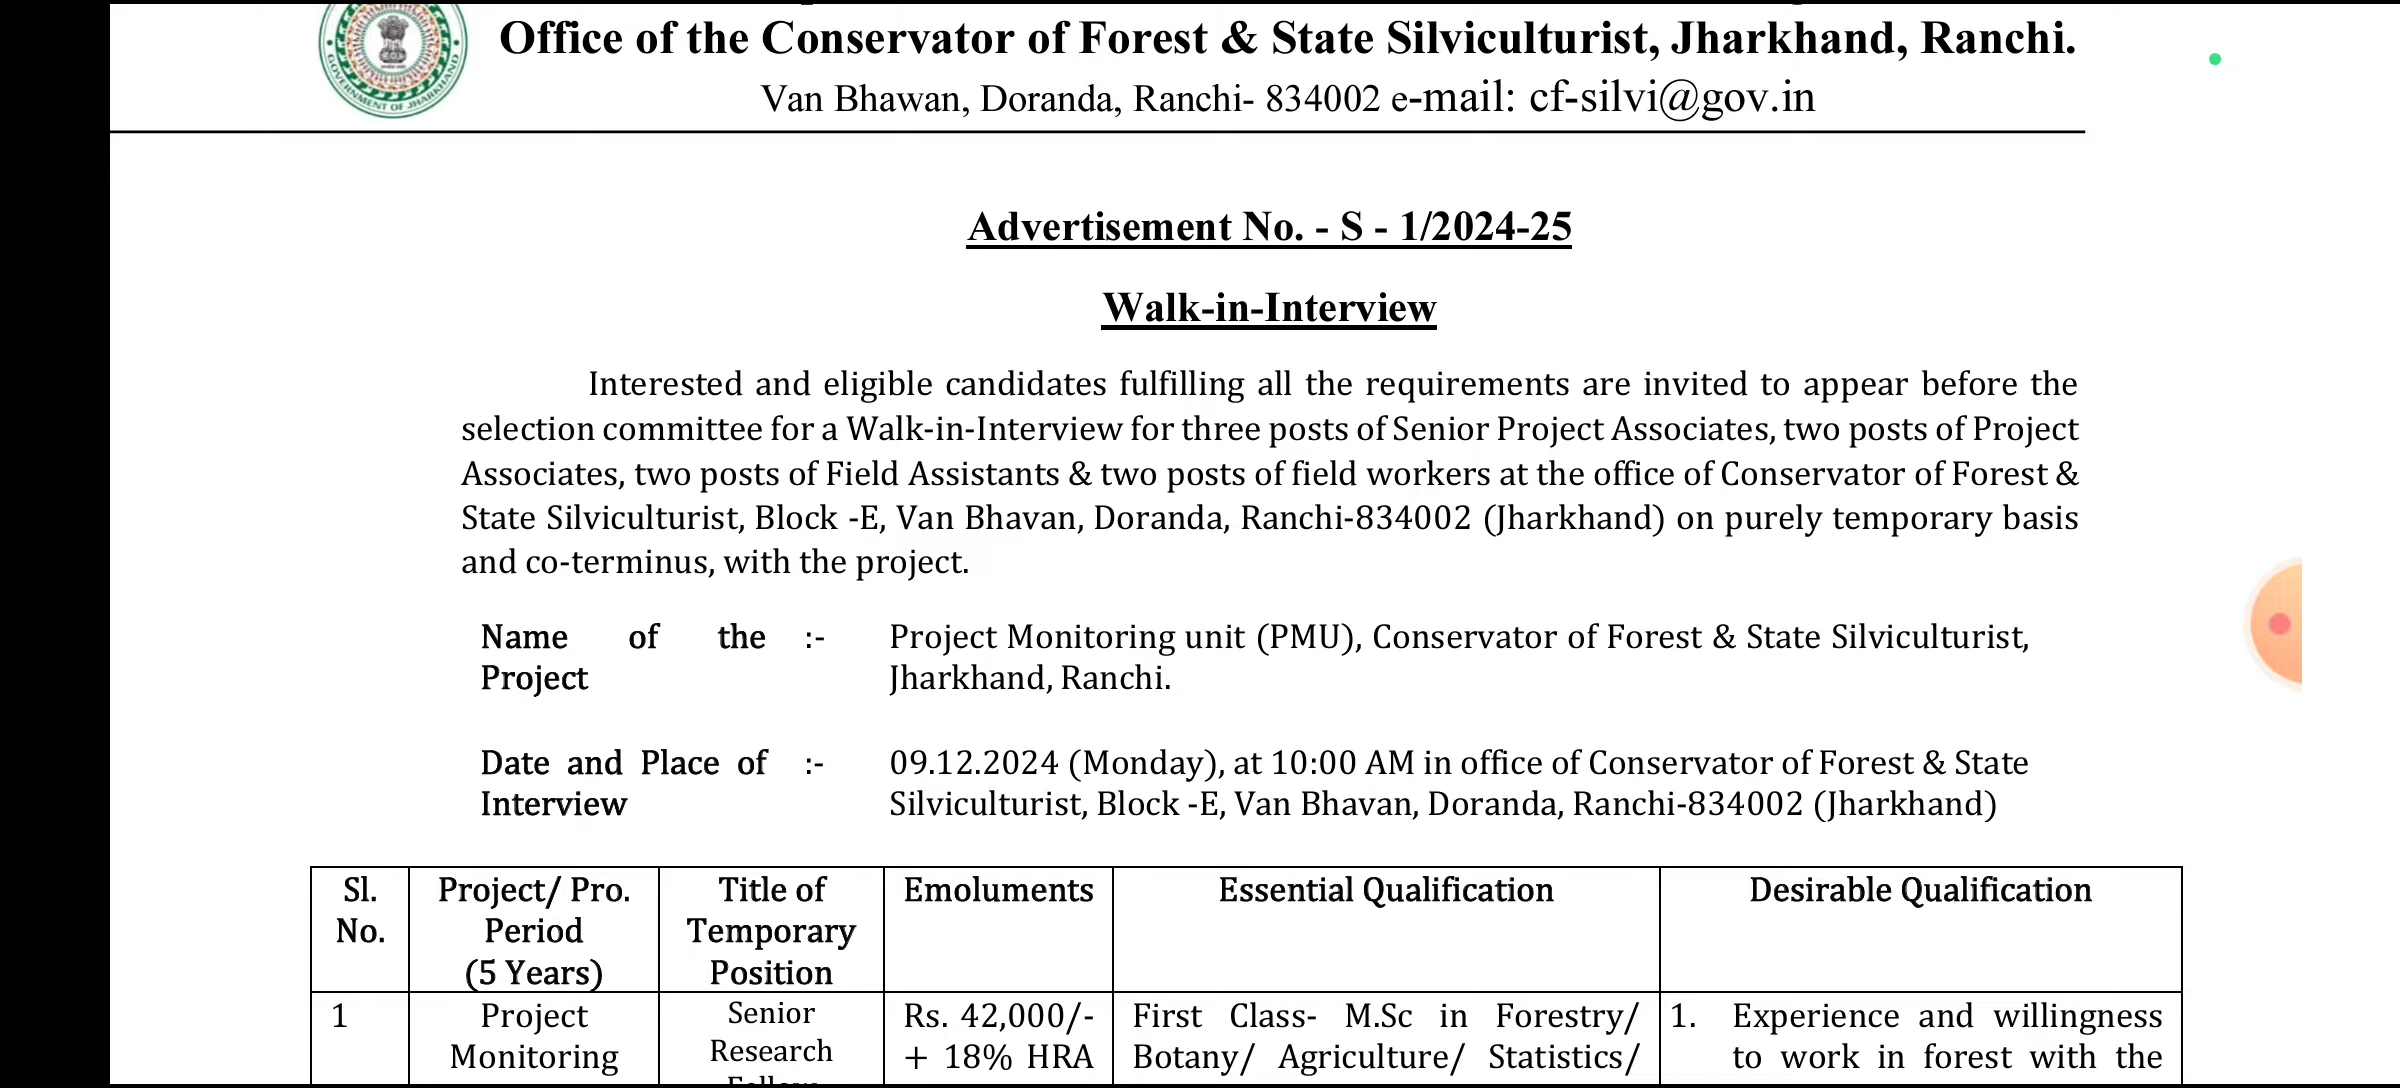 Office of the Conservator of Forest & State Silviculturist, Jharkhand, Ranchi.
Van Bhawan, Doranda, Ranchi- 834002 e-mail: cf-silvi@gov.in
GOVERNMENT OF JHARKHAND
Advertisement No. - S - 1/2024-25
Walk-in-Interview
Interested and eligible candidates fulfilling all the requirements are invited to appear before the
selection committee for a Walk-in-Interview for three posts of Senior Project Associates, two posts of Project
Associates, two posts of Field Assistants & two posts of field workers at the office of Conservator of Forest &
State Silviculturist, Block -E, Van Bhavan, Doranda, Ranchi-834002 (Jharkhand) on purely temporary basis
and co-terminus, with the project.
Name of the :- Project Monitoring unit (PMU), Conservator of Forest & State Silviculturist,
Project Jharkhand, Ranchi.
Date and Place of :- 09.12.2024 (Monday), at 10:00 AM in office of Conservator of Forest & State
Interview Silviculturist, Block -E, Van Bhavan, Doranda, Ranchi-834002 (Jharkhand)
Sl. Project/ Pro. Title of Emoluments Essential Qualification Desirable Qualification
No. Period Temporary
(5 Years) Position
1 Project Senior Rs. 42,000/- First Class- M.Sc in Forestry/ 1. Experience and willingness
Monitoring Research + 18% HRA Botany/ Agriculture/ Statistics/ to work in forest with the